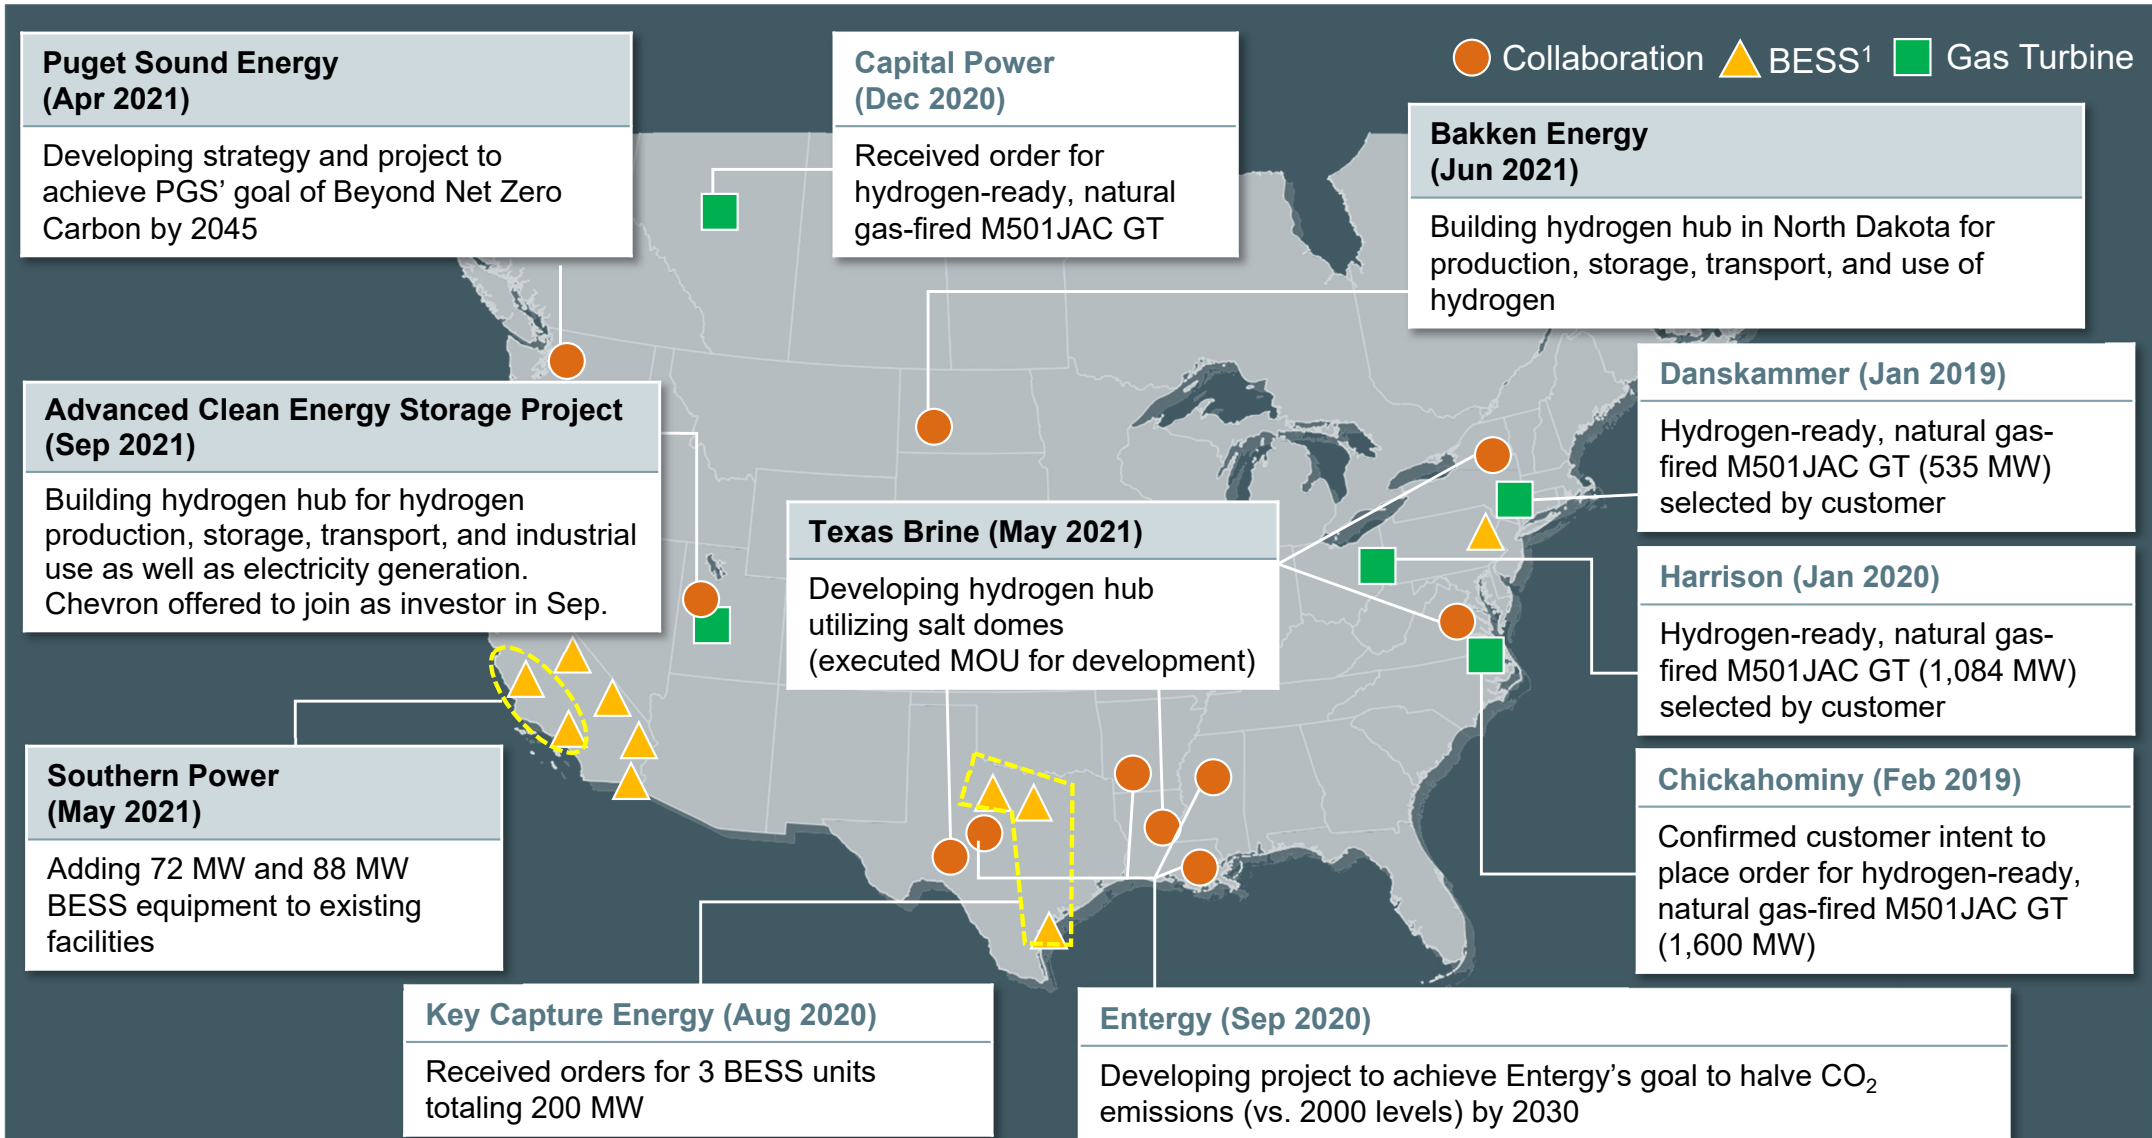 Collaboration
BESS¹
Gas Turbine
Puget Sound Energy
(Apr 2021)
Developing strategy and project to
achieve PGS’ goal of Beyond Net Zero
Carbon by 2045
Capital Power
(Dec 2020)
Received order for
hydrogen-ready, natural
gas-fired M501JAC GT
Bakken Energy
(Jun 2021)
Building hydrogen hub in North Dakota for
production, storage, transport, and use of
hydrogen
Advanced Clean Energy Storage Project
(Sep 2021)
Building hydrogen hub for hydrogen
production, storage, transport, and industrial
use as well as electricity generation.
Chevron offered to join as investor in Sep.
Texas Brine (May 2021)
Developing hydrogen hub
utilizing salt domes
(executed MOU for development)
Danskammer (Jan 2019)
Hydrogen-ready, natural gas-
fired M501JAC GT (535 MW)
selected by customer
Harrison (Jan 2020)
Hydrogen-ready, natural gas-
fired M501JAC GT (1,084 MW)
selected by customer
Southern Power
(May 2021)
Adding 72 MW and 88 MW
BESS equipment to existing
facilities
Chickahominy (Feb 2019)
Confirmed customer intent to
place order for hydrogen-ready,
natural gas-fired M501JAC GT
(1,600 MW)
Key Capture Energy (Aug 2020)
Received orders for 3 BESS units
totaling 200 MW
Entergy (Sep 2020)
Developing project to achieve Entergy’s goal to halve CO₂
emissions (vs. 2000 levels) by 2030